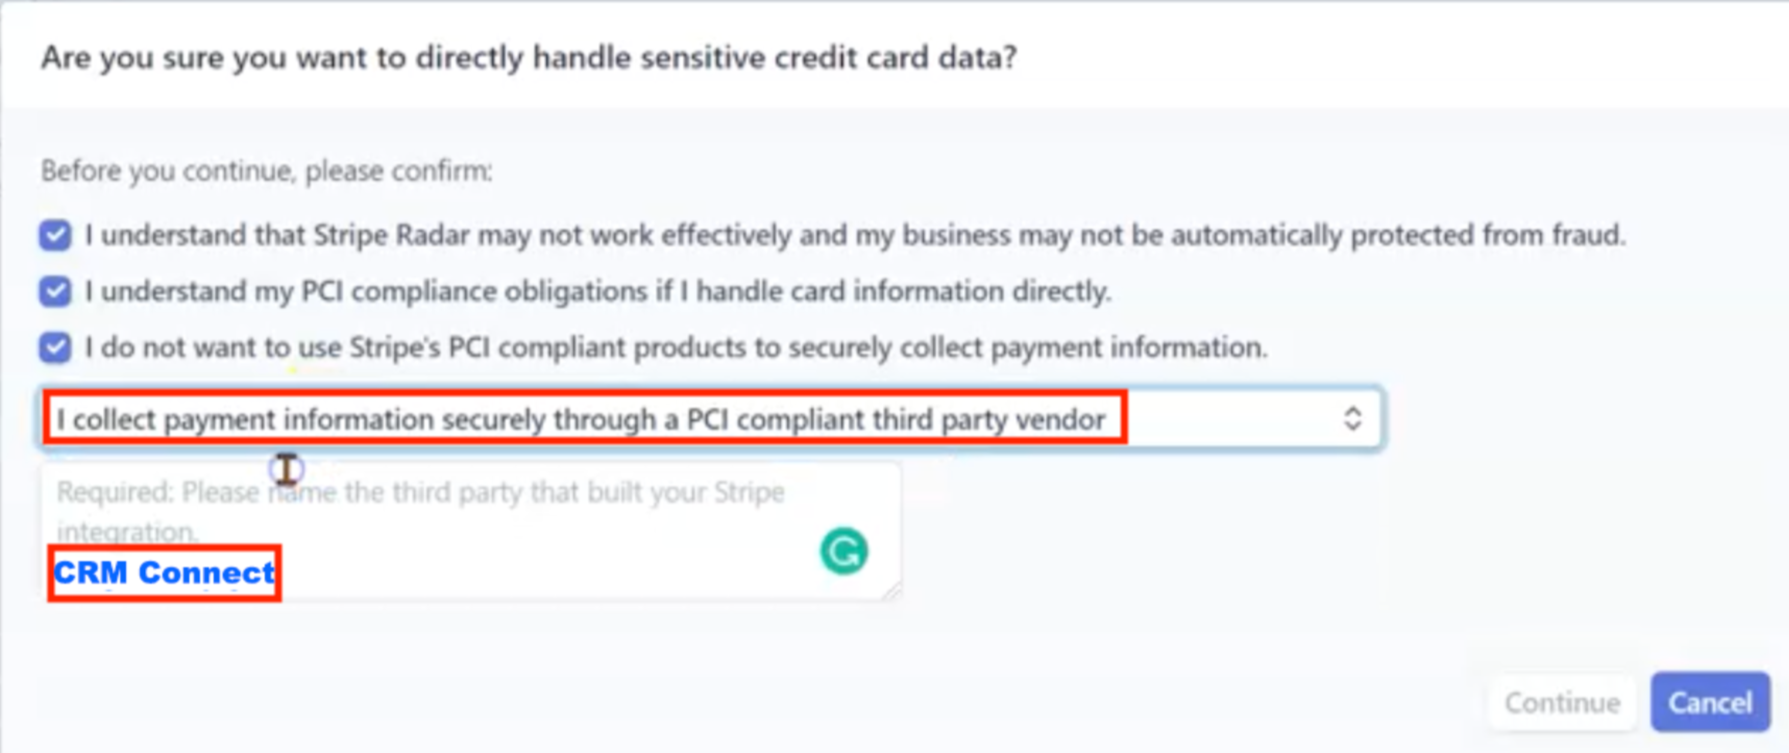 Are you sure you want to directly handle sensitive credit card data?
Before you continue, please confirm:
I understand that Stripe Radar may not work effectively and my business may not be automatically protected from fraud.
I understand my PCI compliance obligations if I handle card information directly.
I do not want to use Stripe's PCI compliant products to securely collect payment information.
I collect payment information securely through a PCI compliant third party vendor
Required: Please name the third party that built your Stripe
integration.
CRM Connect
Continue
Cancel